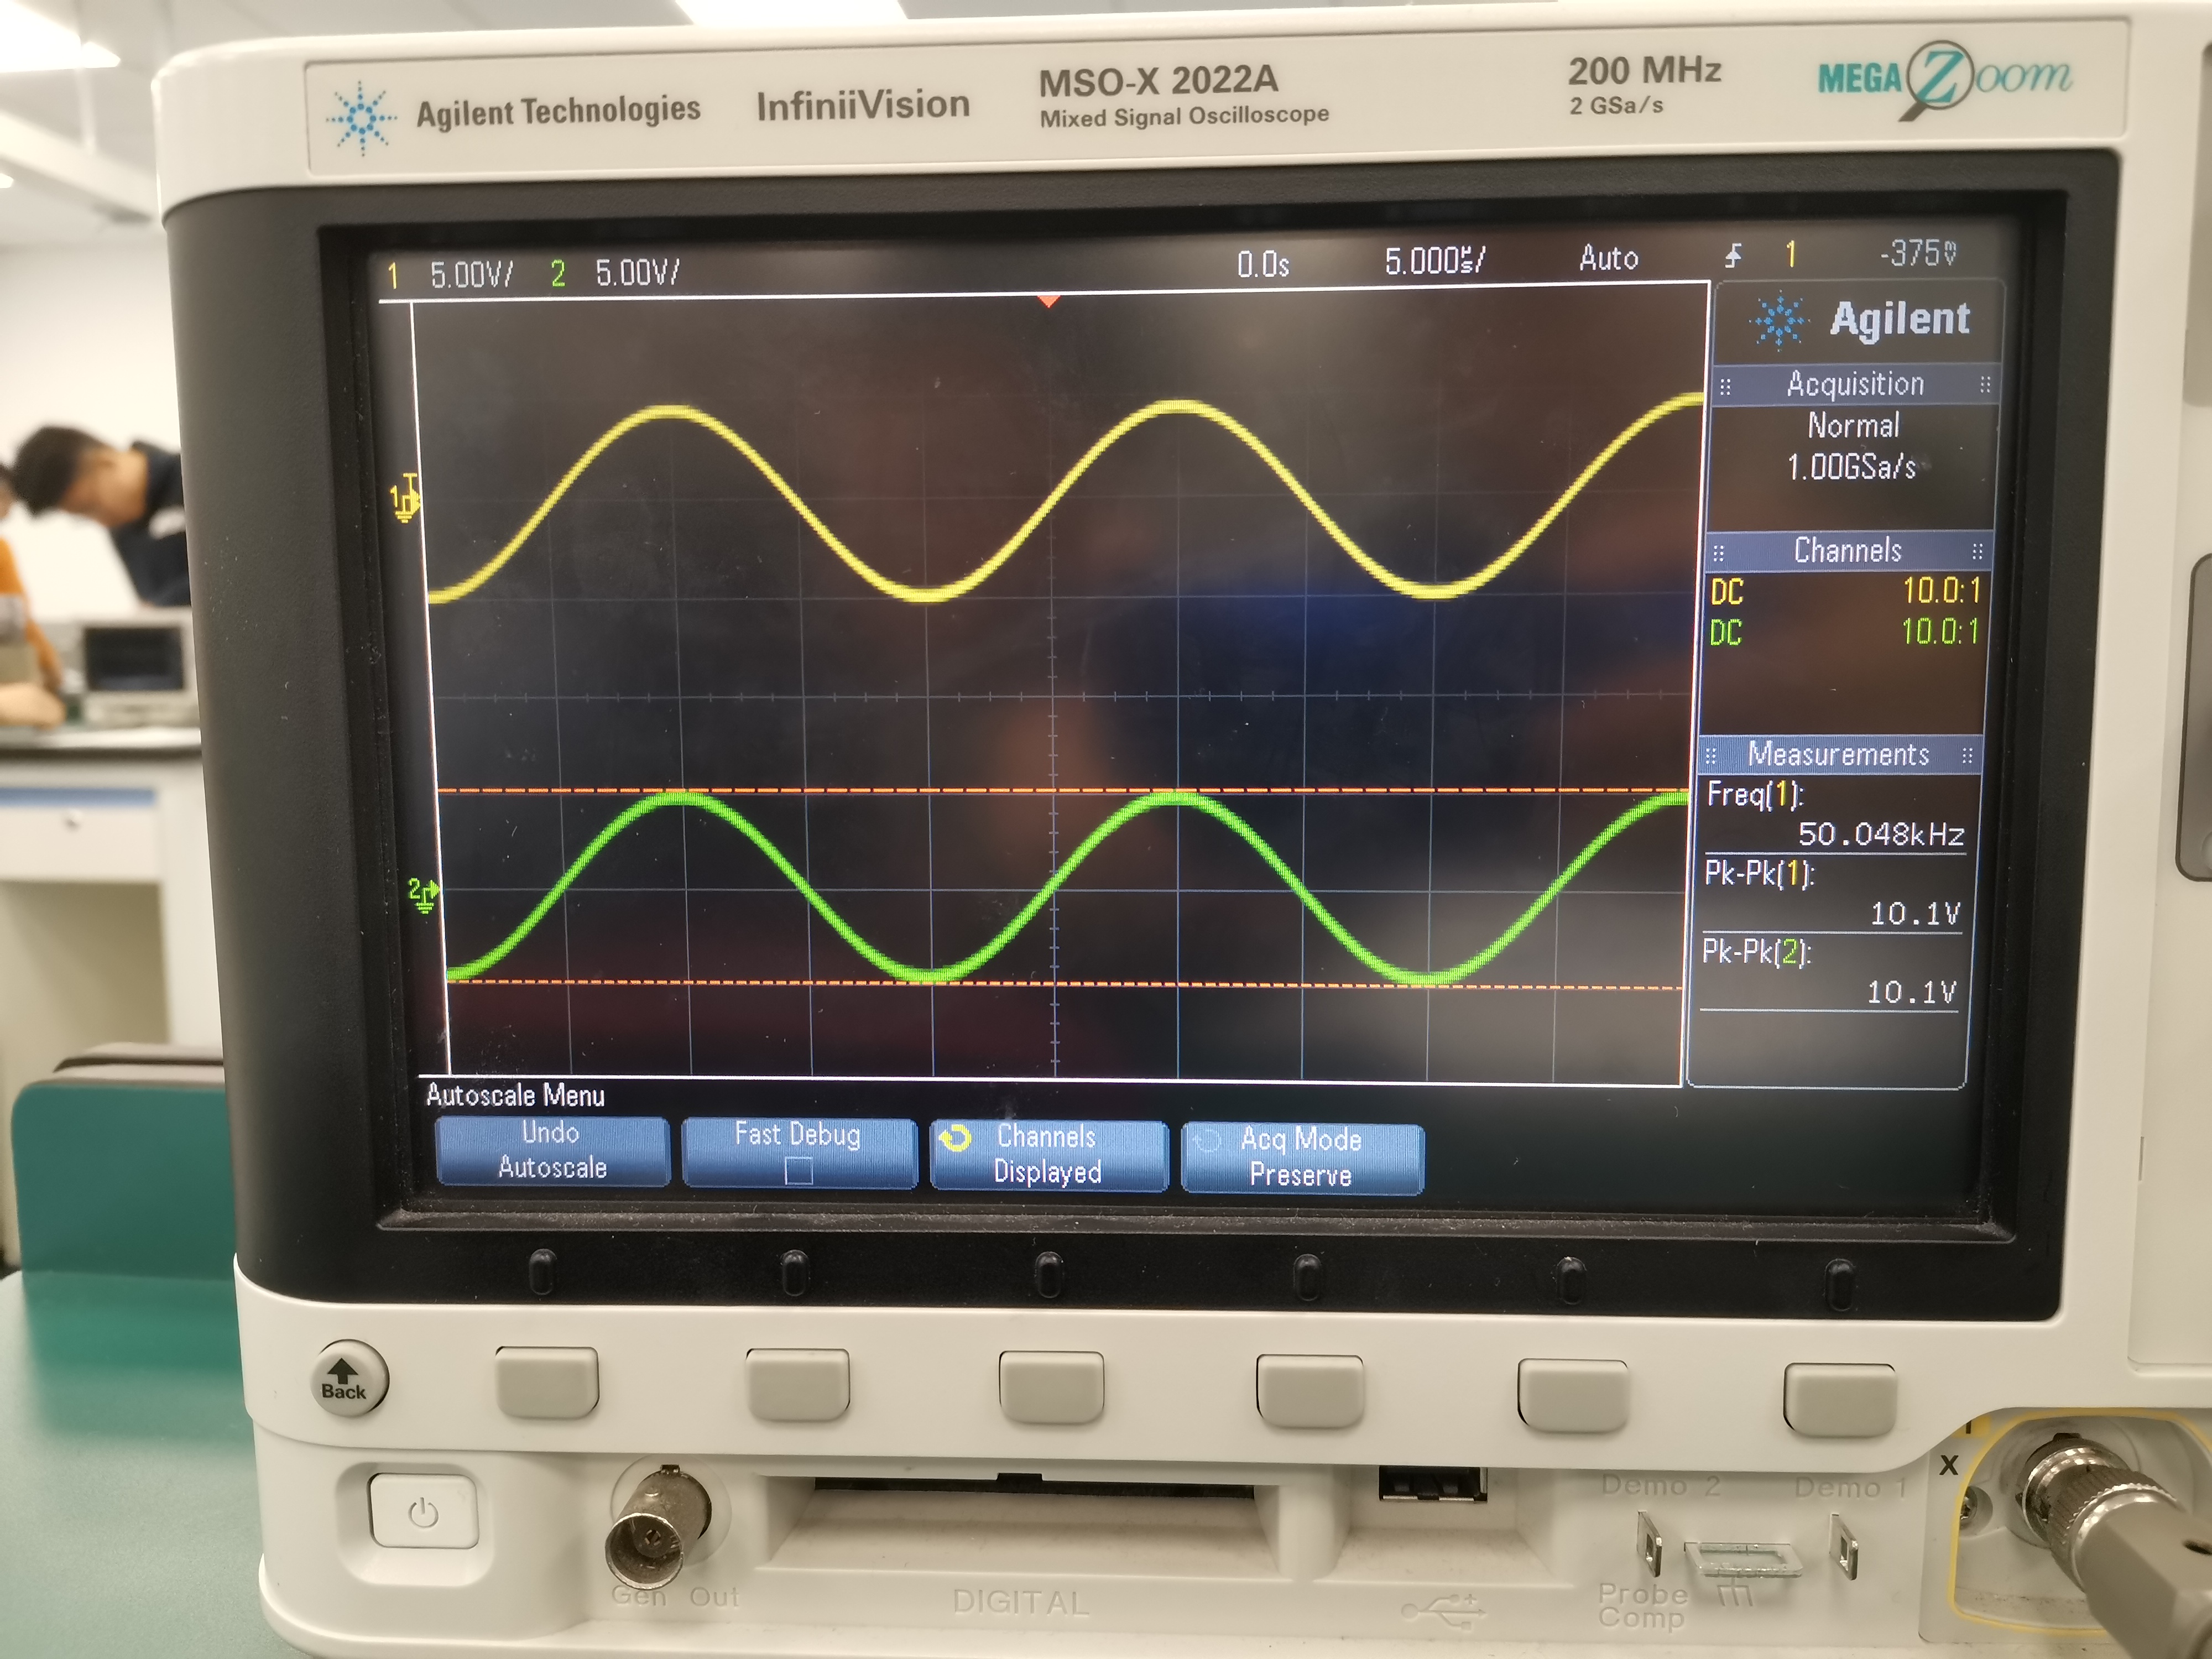 Agilent Technologies InfiniiVision MSO-X 2022A 200 MHz MEGA Zoom
Mixed Signal Oscilloscope 2 GSa/s
1 5.00V/ 2 5.00V/ 0.0s 5.000µs/ Auto 1 -375mV
Agilent
Acquisition
Normal
1.00GSa/s
Channels
DC 10.0:1
DC 10.0:1
Measurements
Freq(1):
50.048kHz
Pk-Pk(1):
10.1V
Pk-Pk(2):
10.1V
T
1
2
Autoscale Menu
Undo
Autoscale
Fast Debug
Channels
Displayed
Acq Mode
Preserve
Back
X
Demo 2 Demo 1
Gen Out
DIGITAL
Probe
Comp